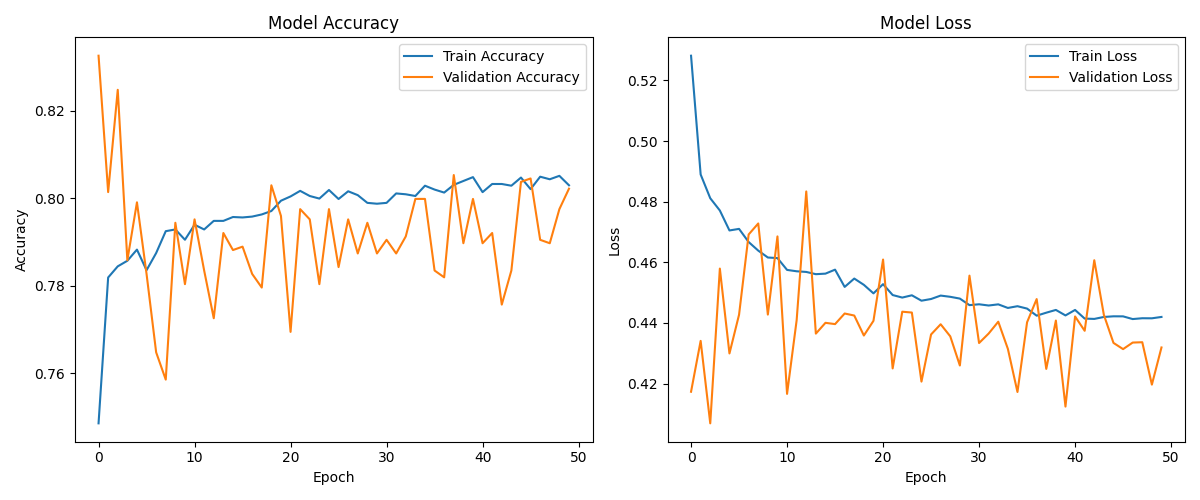 Model Accuracy
Train Accuracy
Validation Accuracy
0.82
0.80
0.78
0.76
Accuracy
0 10 20 30 40 50
Epoch
Model Loss
Train Loss
Validation Loss
0.52
0.50
0.48
0.46
0.44
0.42
Loss
0 10 20 30 40 50
Epoch